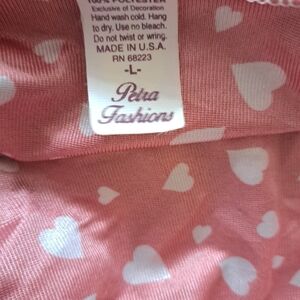 100% POLYESTER
Exclusive of Decoration
Hand wash cold. Hang
to dry. Use no bleach.
Do not twist or wring.
MADE IN U.S.A.
RN 68223
-L-
Petra
Fashions